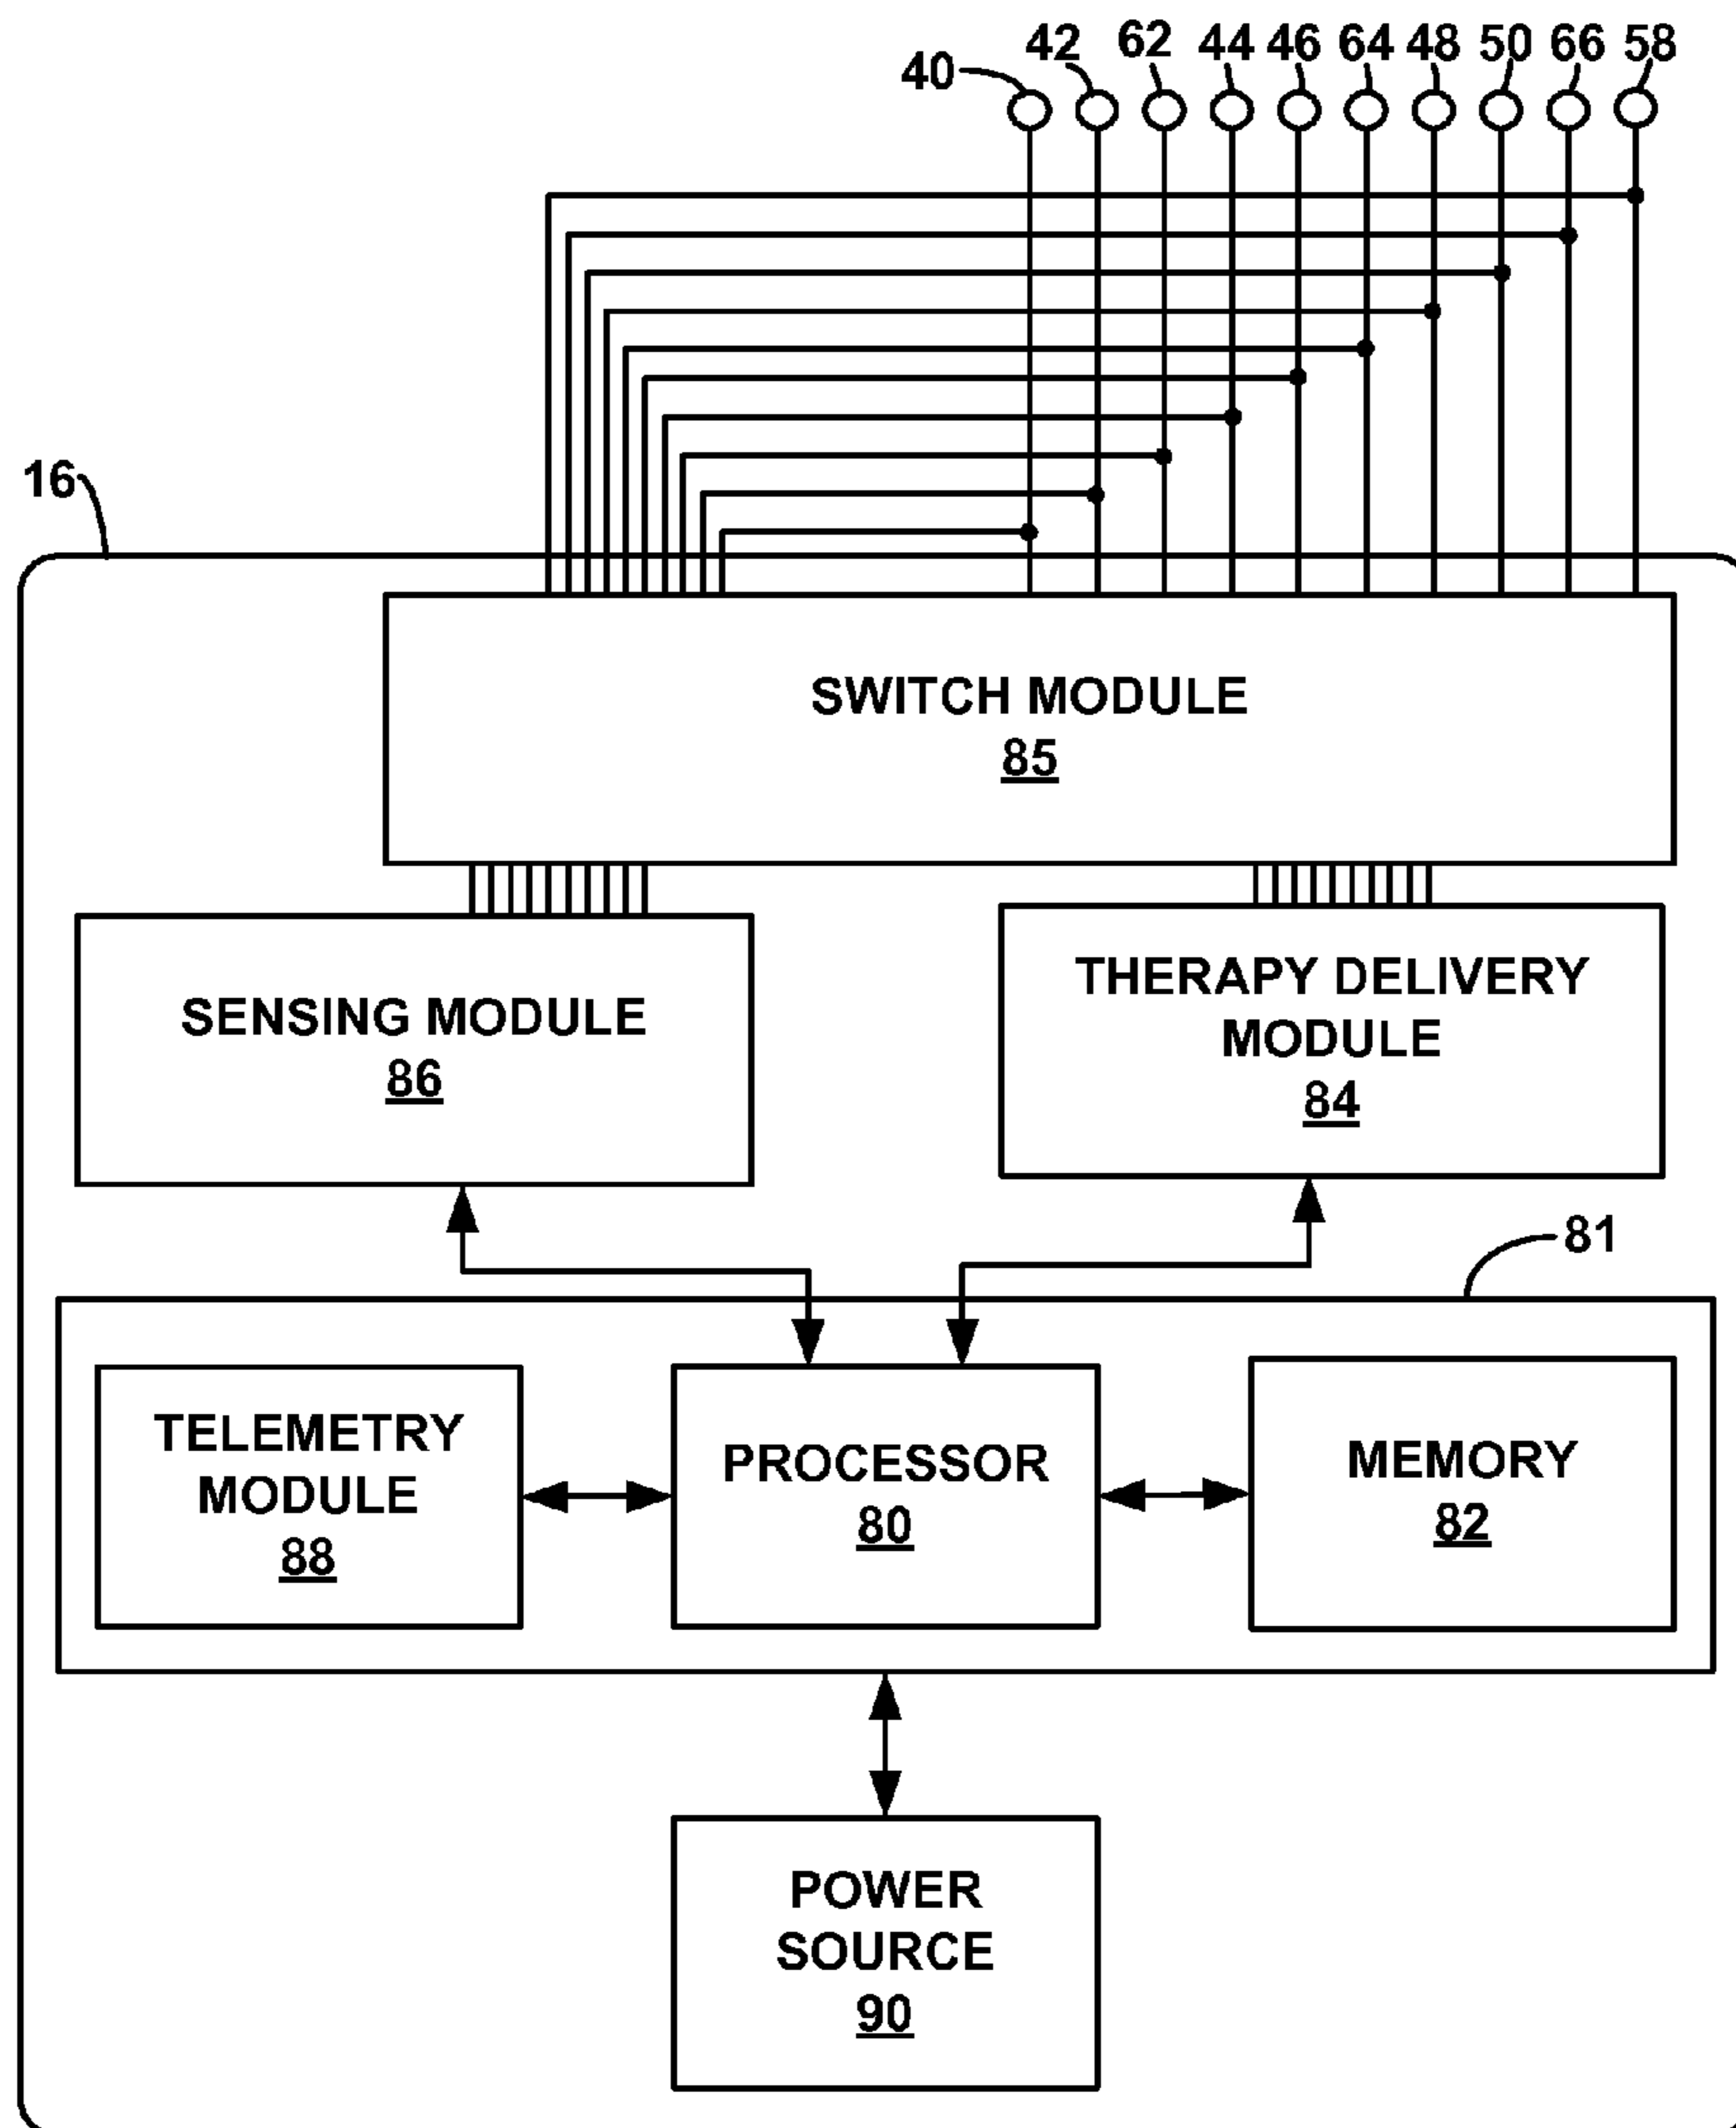 40 42 62 44 46 64 48 50 66 58
16
SWITCH MODULE
85
SENSING MODULE
86
THERAPY DELIVERY
MODULE
84
81
TELEMETRY
MODULE
88
PROCESSOR
80
MEMORY
82
POWER
SOURCE
90